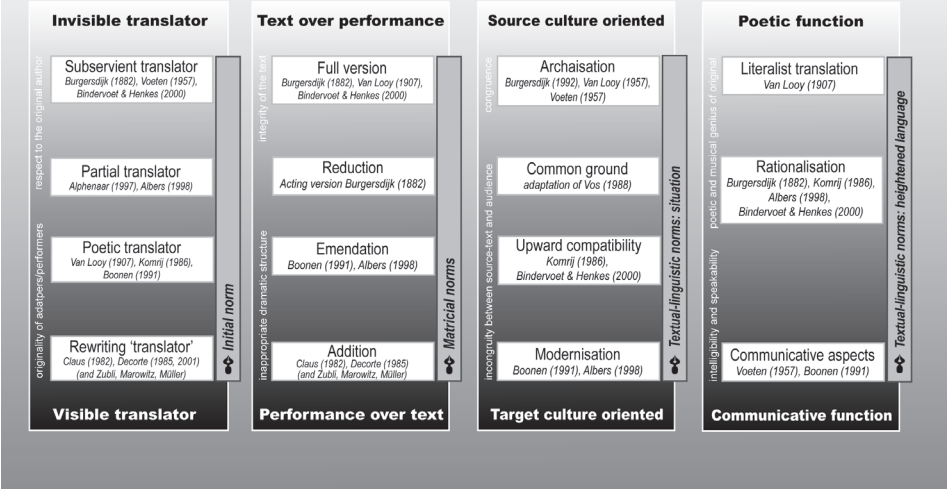 Invisible translator
respect to the original author
originality of adatpers/performers
Subservient translator
Burgersdijk (1882), Voeten (1957),
Bindervoet & Henkes (2000)
Partial translator
Alphenaar (1997), Albers (1998)
Poetic translator
Van Looy (1907), Komrij (1986),
Boonen (1991)
Rewriting ‘translator’
Claus (1982), Decorte (1985, 2001)
(and Zubli, Marowitz, Müller)
Initial norm
Visible translator
Text over performance
integrity of the text
inappropriate dramatic structure
Full version
Burgersdijk (1882), Van Looy (1907),
Bindervoet & Henkes (2000)
Reduction
Acting version Burgersdijk (1882)
Emendation
Boonen (1991), Albers (1998)
Addition
Claus (1982), Decorte (1985)
(and Zubli, Marowitz, Müller)
Matricial norms
Performance over text
Source culture oriented
congruence
incongruity between source-text and audience
Archaisation
Burgersdijk (1992), Van Looy (1957),
Voeten (1957)
Common ground
adaptation of Vos (1988)
Upward compatibility
Komrij (1986),
Bindervoet & Henkes (2000)
Modernisation
Boonen (1991), Albers (1998)
Textual-linguistic norms: situation
Target culture oriented
Poetic function
poetic and musical genius of original
intelligibility and speakability
Literalist translation
Van Looy (1907)
Rationalisation
Burgersdijk (1882), Komrij (1986),
Albers (1998),
Bindervoet & Henkes (2000)
Communicative aspects
Voeten (1957), Boonen (1991)
Textual-linguistic norms: heightened language
Communicative function